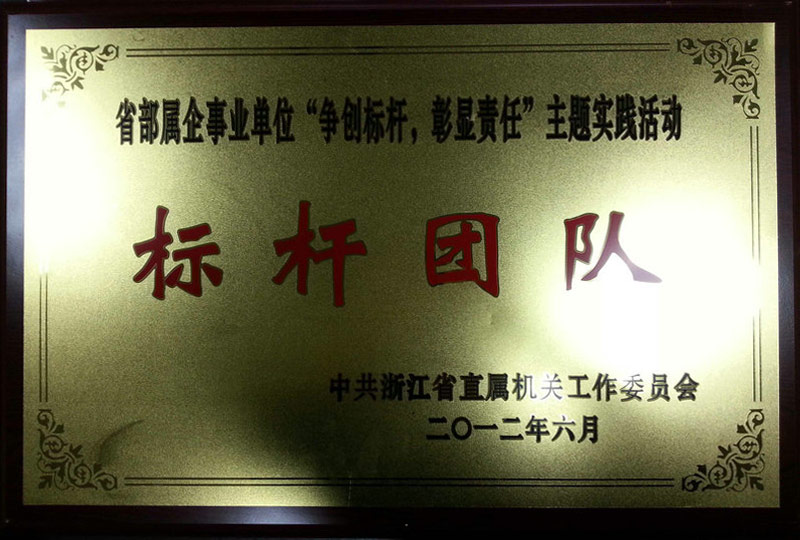 省部属企事业单位“争创标杆，彰显责任”主题实践活动
标杆团队
中共浙江省直属机关工作委员会
二〇一二年六月